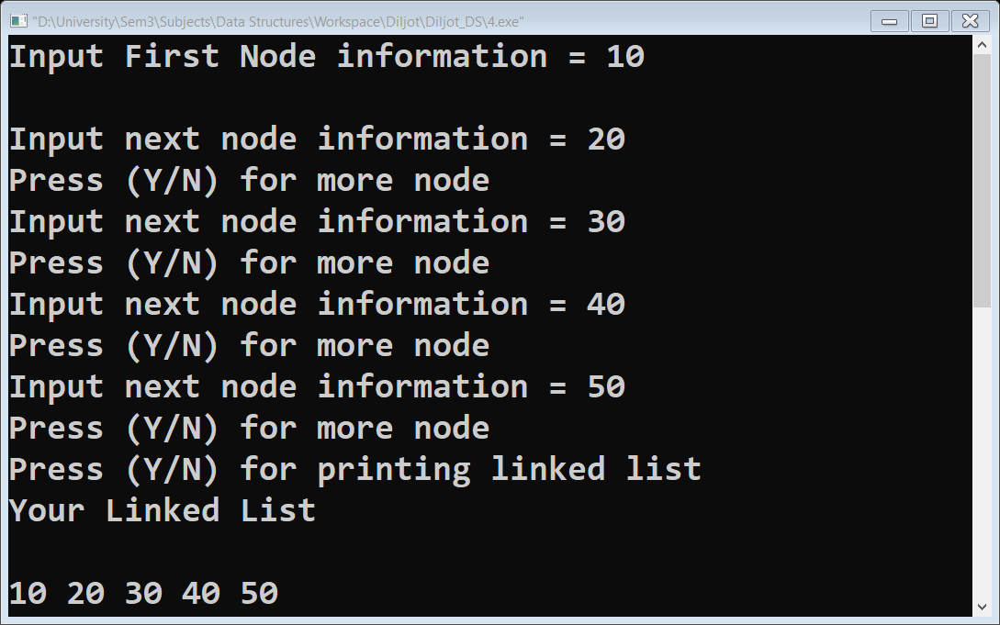 "D:\University\Sem3\Subjects\Data Structures\Workspace\Diljot\Diljot_DS\4.exe"
Input First Node information = 10
Input next node information = 20
Press (Y/N) for more node
Input next node information = 30
Press (Y/N) for more node
Input next node information = 40
Press (Y/N) for more node
Input next node information = 50
Press (Y/N) for more node
Press (Y/N) for printing linked list
Your Linked List
10 20 30 40 50